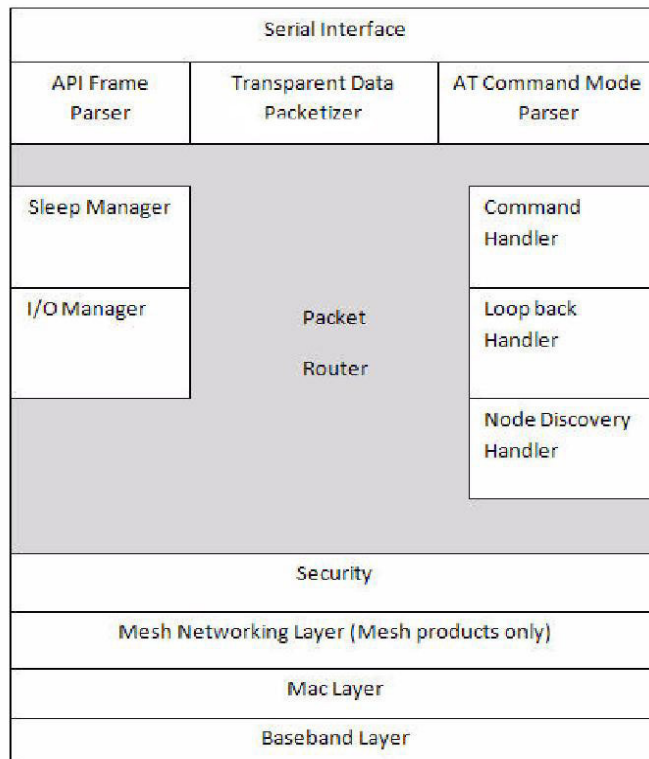 Serial Interface
API Frame
Parser
Transparent Data
Packetizer
AT Command Mode
Parser
Sleep Manager
I/O Manager
Packet
Router
Command
Handler
Loop back
Handler
Node Discovery
Handler
Security
Mesh Networking Layer (Mesh products only)
Mac Layer
Baseband Layer